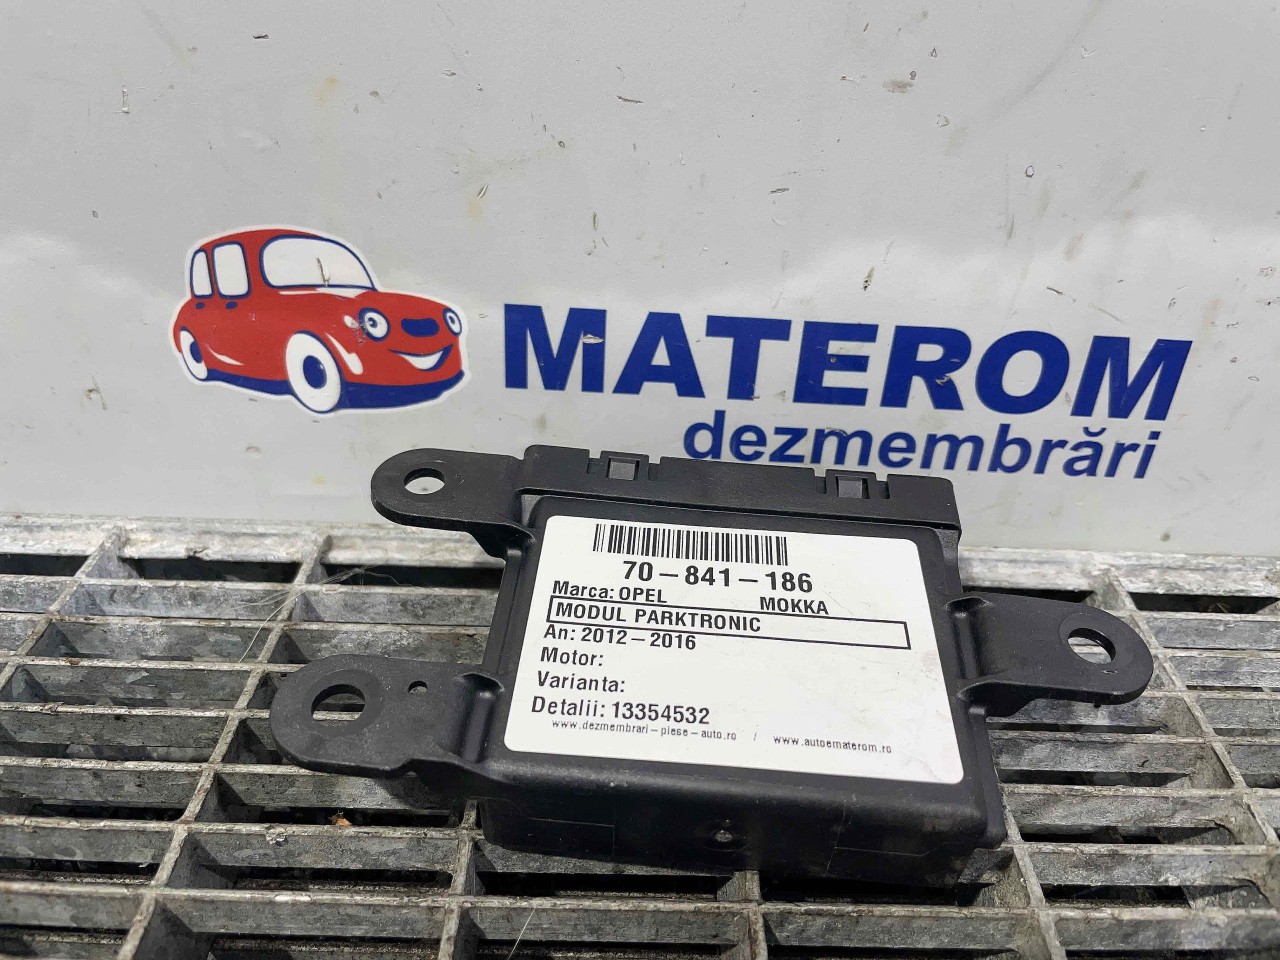 MATEROM
dezmembrări
70-841-186
Marca: OPEL MOKKA
MODUL PARKTRONIC
An: 2012-2016
Motor:
Varianta:
Detalii: 13354532
www.dezmembrari-piese-auto.ro / www.autoematerom.ro